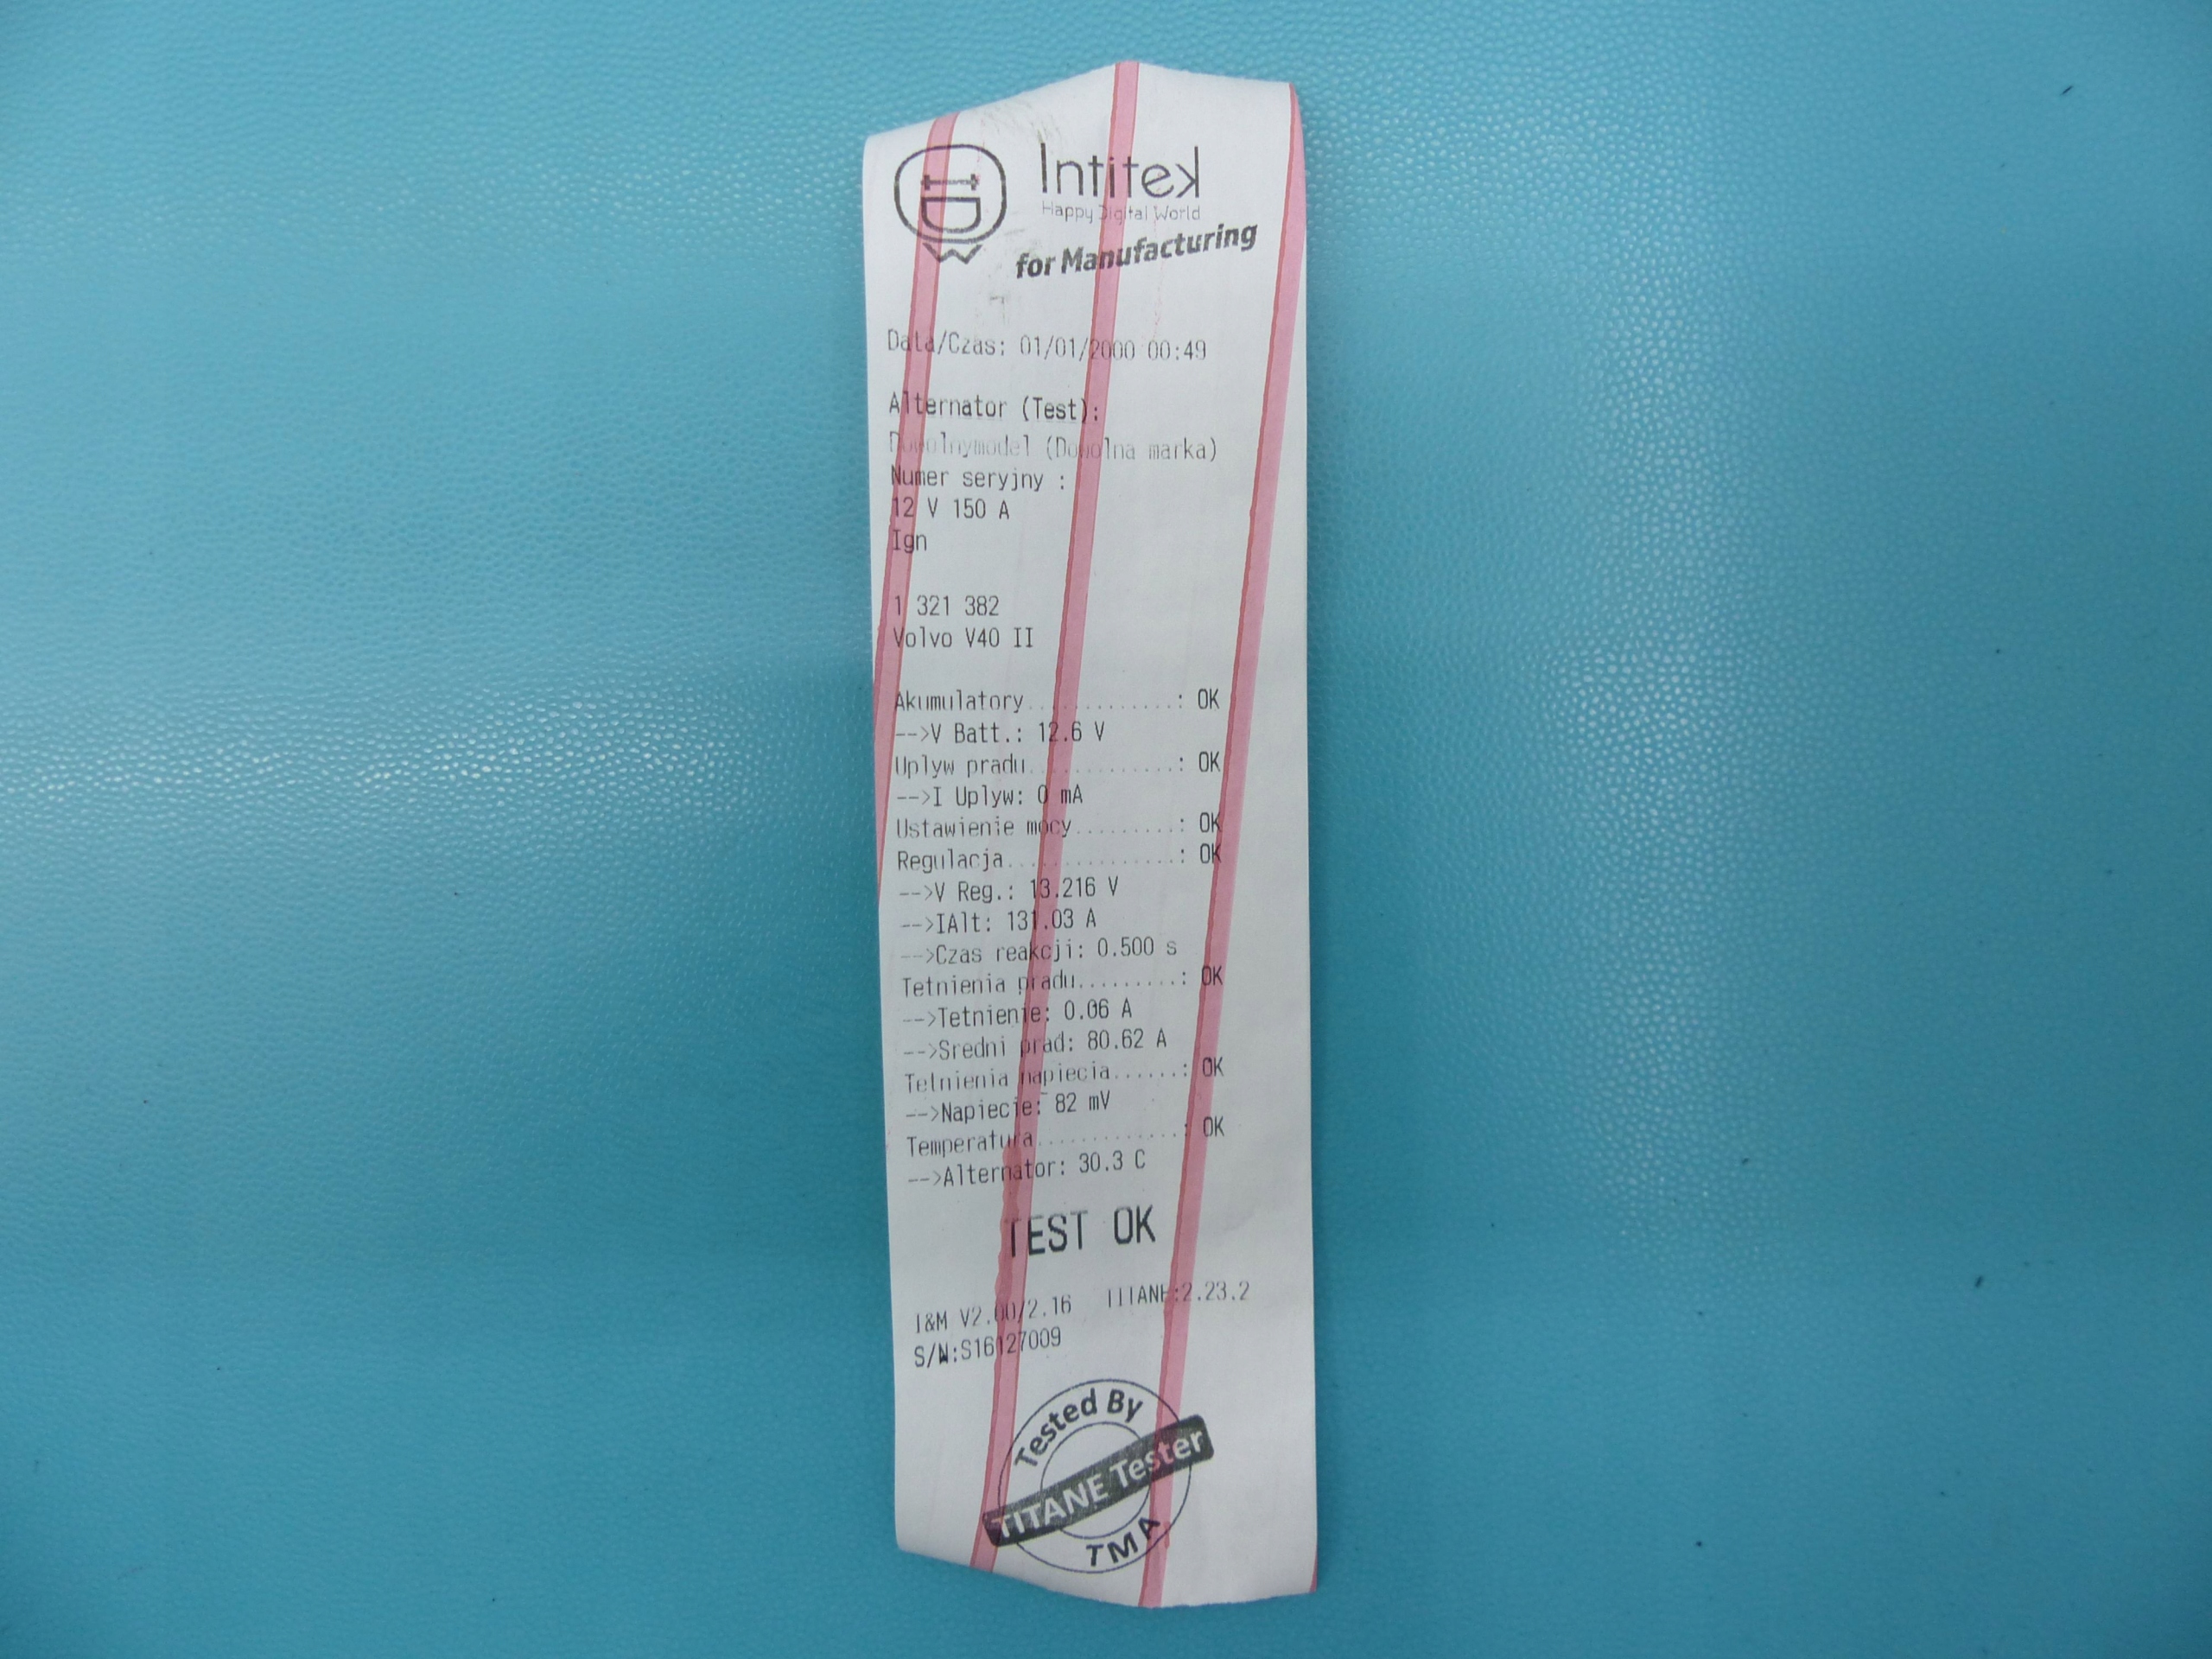 Intitek
Happy Digital World
for Manufacturing
Data/Czas: 01/01/2000 00:49
Alternator (Test):
Dowolnymodel (Dowolna marka)
Numer seryjny :
12 V 150 A
Ign
1 321 382
Volvo V40 II
Akumulatory.............: OK
-->V Batt.: 12.6 V
Uplyw pradu.............: OK
-->I Uplyw: 0 mA
Ustawienie mocy.........: OK
Regulacja...............: OK
-->V Reg.: 13.216 V
-->IAlt: 131.03 A
-->Czas reakcji: 0.500 s
Tetnienia pradu.........: OK
-->Tetnienie: 0.06 A
-->Sredni prad: 80.62 A
Tetnienia napiecia......: OK
-->Napiecie: 82 mV
Temperatura.............: OK
-->Alternator: 30.3 C
TEST OK
I&M V2.00/2.16 TITANE:2.23.2
S/N:S16127009
Tested By
TITANE Tester
TMA